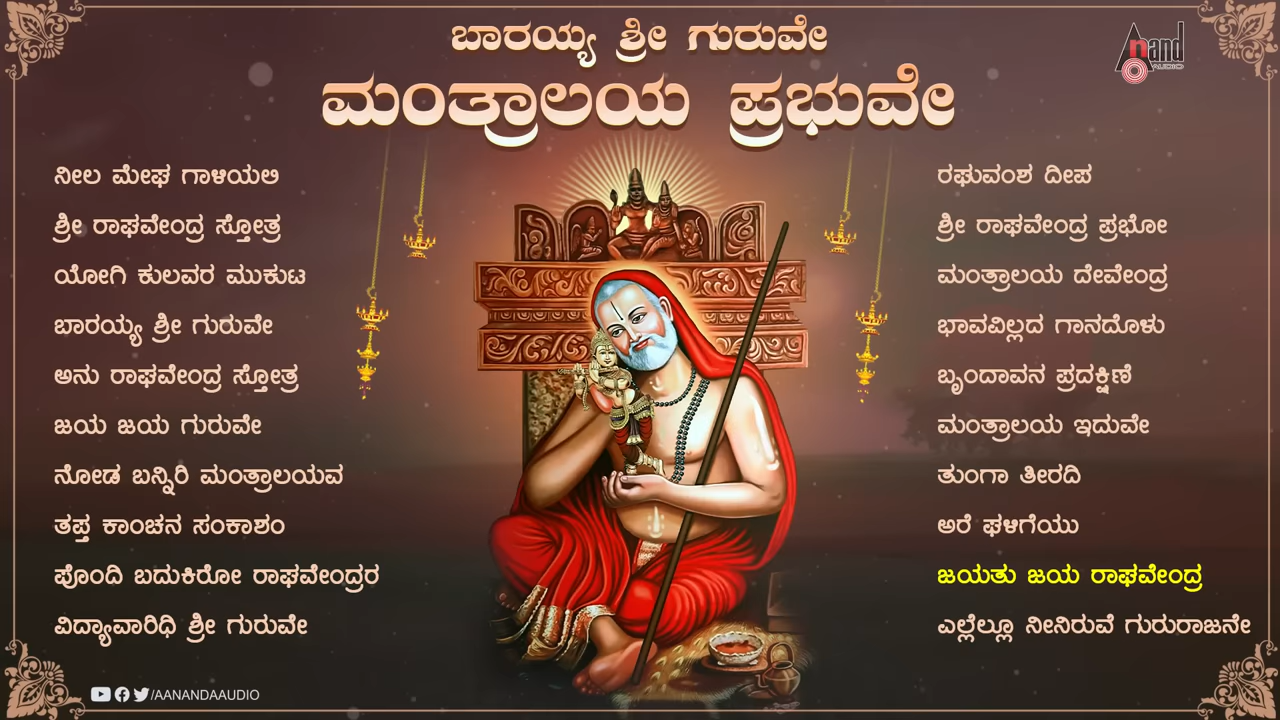 ಬಾರಯ್ಯ ಶ್ರೀ ಗುರುವೇ
ಮಂತ್ರಾಲಯ ಪ್ರಭುವೇ
Anand
AUDIO
ನೀಲ ಮೇಘ ಗಾಳಿಯಲಿ
ಶ್ರೀ ರಾಘವೇಂದ್ರ ಸ್ತೋತ್ರ
ಯೋಗಿ ಕುಲವರ ಮುಕುಟ
ಬಾರಯ್ಯ ಶ್ರೀ ಗುರುವೇ
ಅನು ರಾಘವೇಂದ್ರ ಸ್ತೋತ್ರ
ಜಯ ಜಯ ಗುರುವೇ
ನೋಡ ಬನ್ನಿರಿ ಮಂತ್ರಾಲಯವ
ತಪ್ತ ಕಾಂಚನ ಸಂಕಾಶಂ
ಪೊಂದಿ ಬದುಕಿರೋ ರಾಘವೇಂದ್ರರ
ವಿದ್ಯಾವಾರಿಧಿ ಶ್ರೀ ಗುರುವೇ
ರಘುವಂಶ ದೀಪ
ಶ್ರೀ ರಾಘವೇಂದ್ರ ಪ್ರಭೋ
ಮಂತ್ರಾಲಯ ದೇವೇಂದ್ರ
ಭಾವವಿಲ್ಲದ ಗಾನದೊಳು
ಬೃಂದಾವನ ಪ್ರದಕ್ಷಿಣೆ
ಮಂತ್ರಾಲಯ ಇದುವೇ
ತುಂಗಾ ತೀರದಿ
ಅರೆ ಘಳಿಗೆಯು
ಜಯತು ಜಯ ರಾಘವೇಂದ್ರ
ಎಲ್ಲೆಲ್ಲೂ ನೀನಿರುವೆ ಗುರುರಾಜನೇ
/AANANDAAUDIO